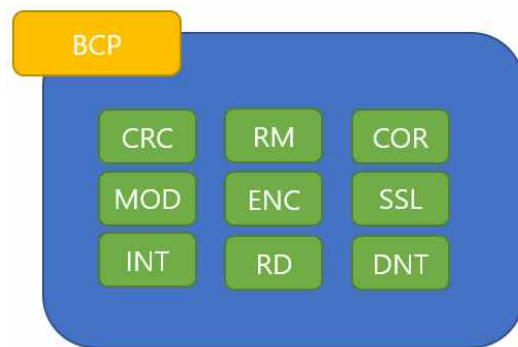 BCP
CRC RM COR
MOD ENC SSL
INT RD DNT